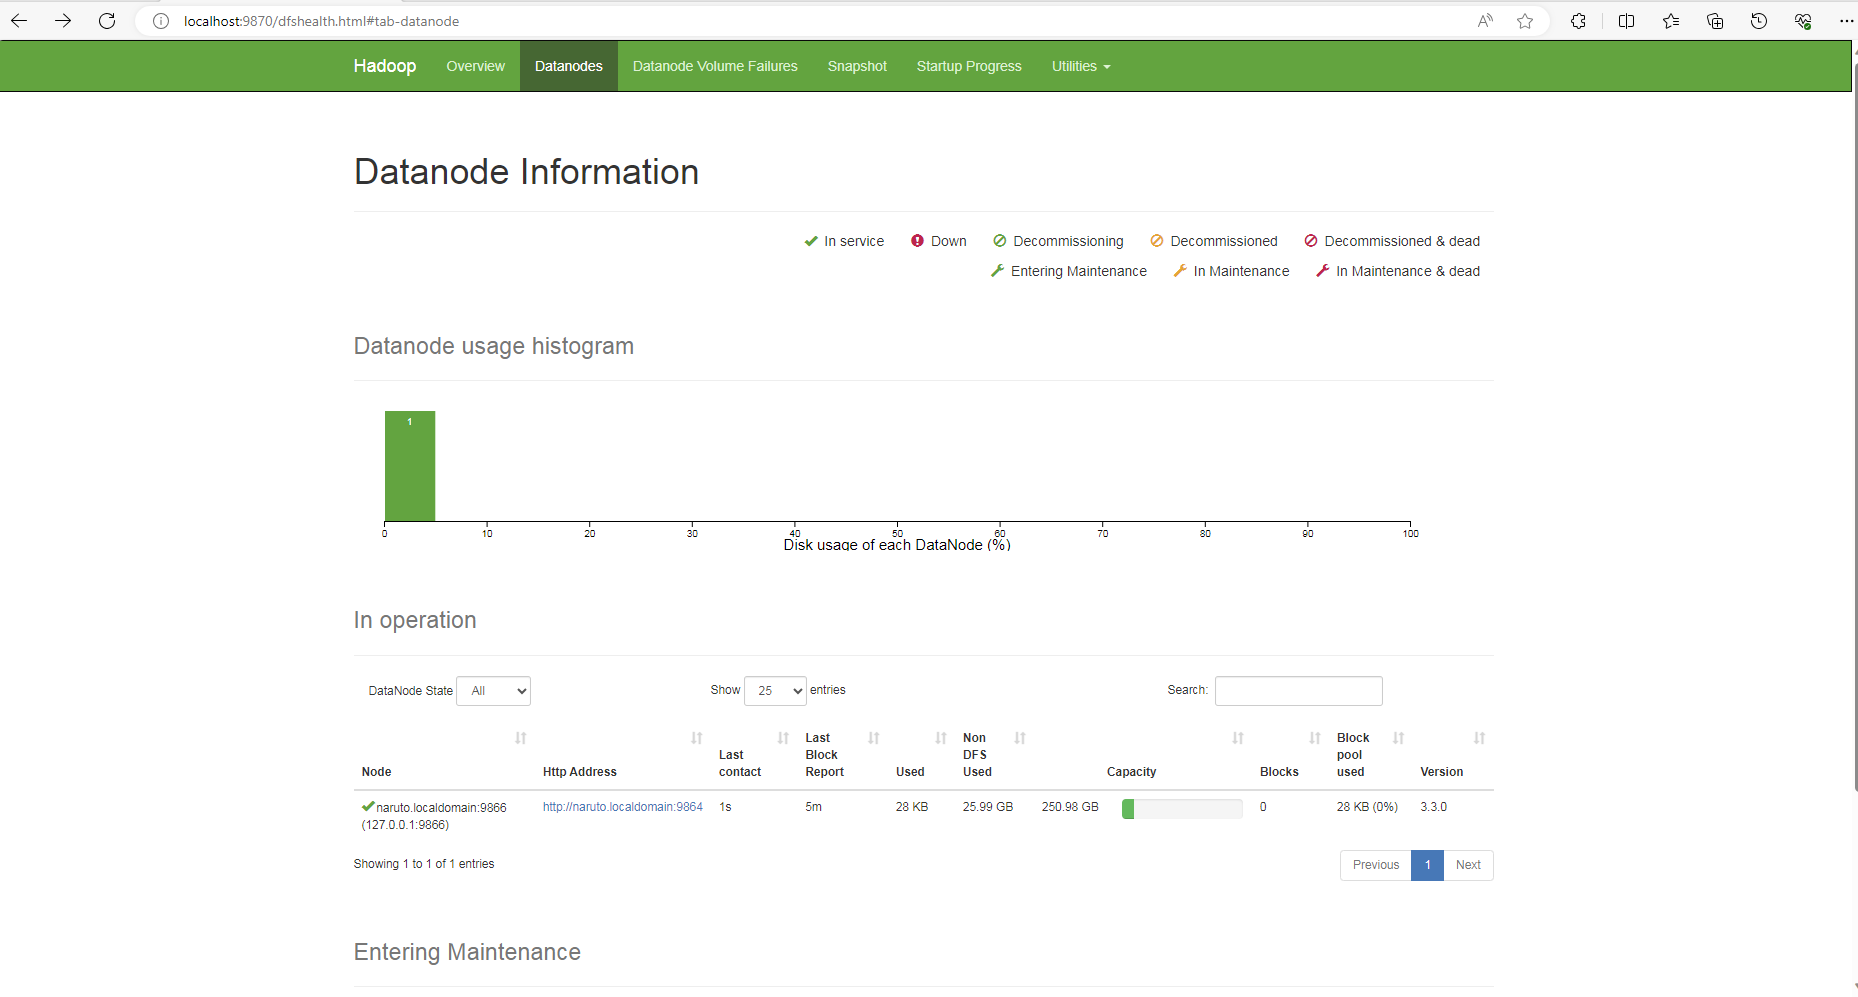 localhost:9870/dfshealth.html#tab-datanode
Hadoop Overview Datanodes Datanode Volume Failures Snapshot Startup Progress Utilities
Datanode Information
In service Down Decommissioning Decommissioned Decommissioned & dead
Entering Maintenance In Maintenance In Maintenance & dead
Datanode usage histogram
1
0 10 20 30 40 50 60 70 80 90 100
Disk usage of each DataNode (%)
In operation
DataNode State All Show 25 entries Search:
Node Http Address Last contact Last Block Report Used Non DFS Used Capacity Blocks Block pool used Version
naruto.localdomain:9866 http://naruto.localdomain:9864 1s 5m 28 KB 25.99 GB 250.98 GB 0 28 KB (0%) 3.3.0
(127.0.0.1:9866)
Showing 1 to 1 of 1 entries Previous 1 Next
Entering Maintenance